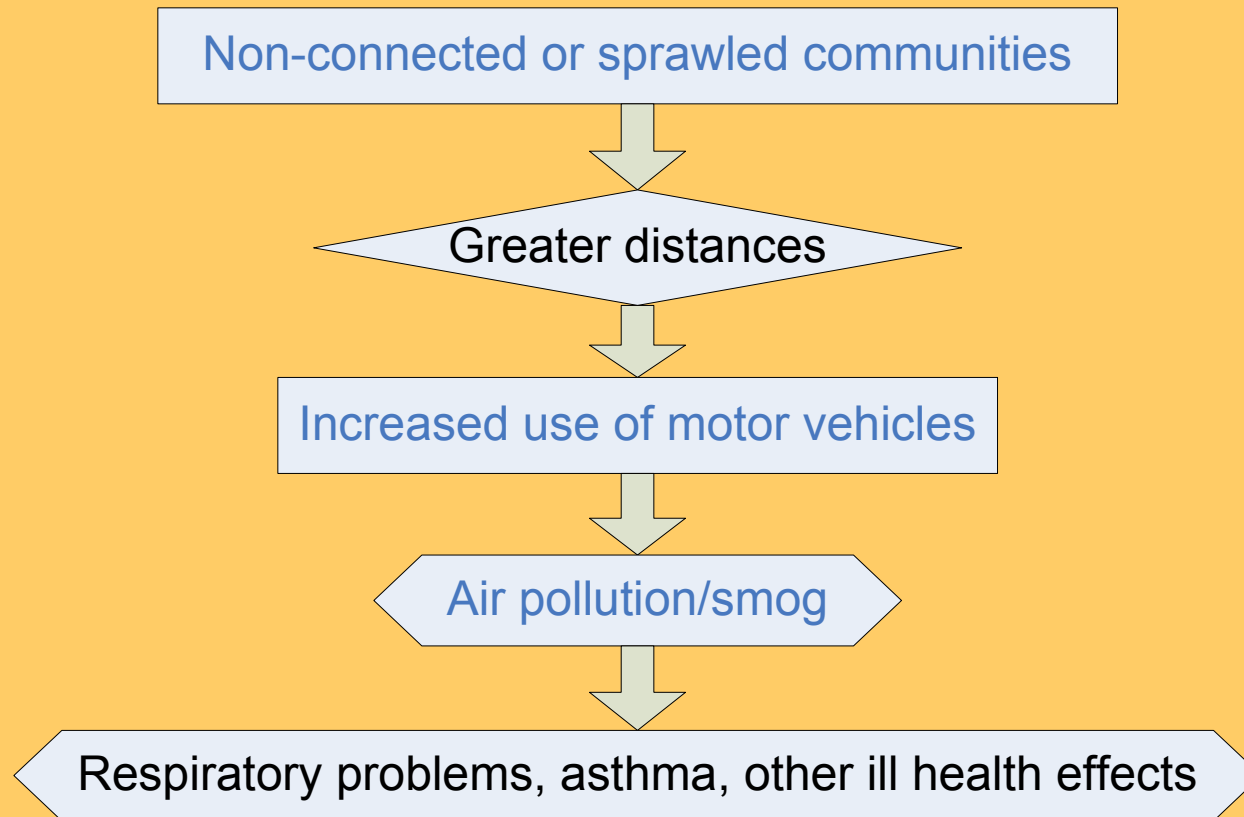 Non-connected or sprawled communities
Greater distances
Increased use of motor vehicles
Air pollution/smog
Respiratory problems, asthma, other ill health effects